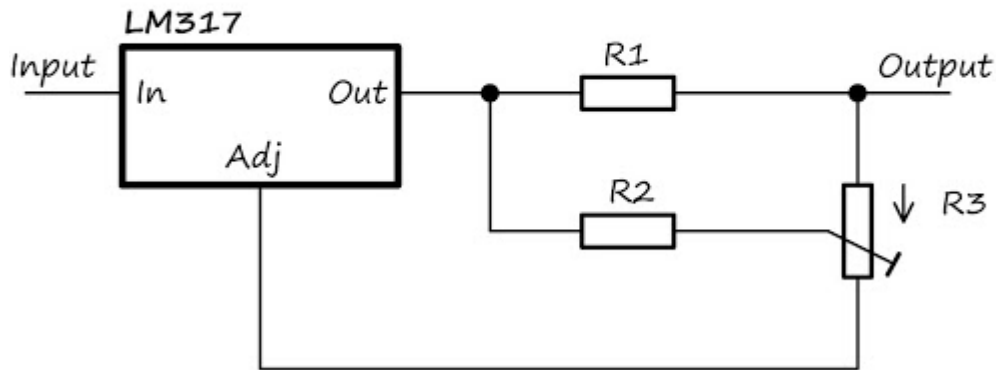 LM317
Input
In
Out
Adj
R1
Output
R2
R3